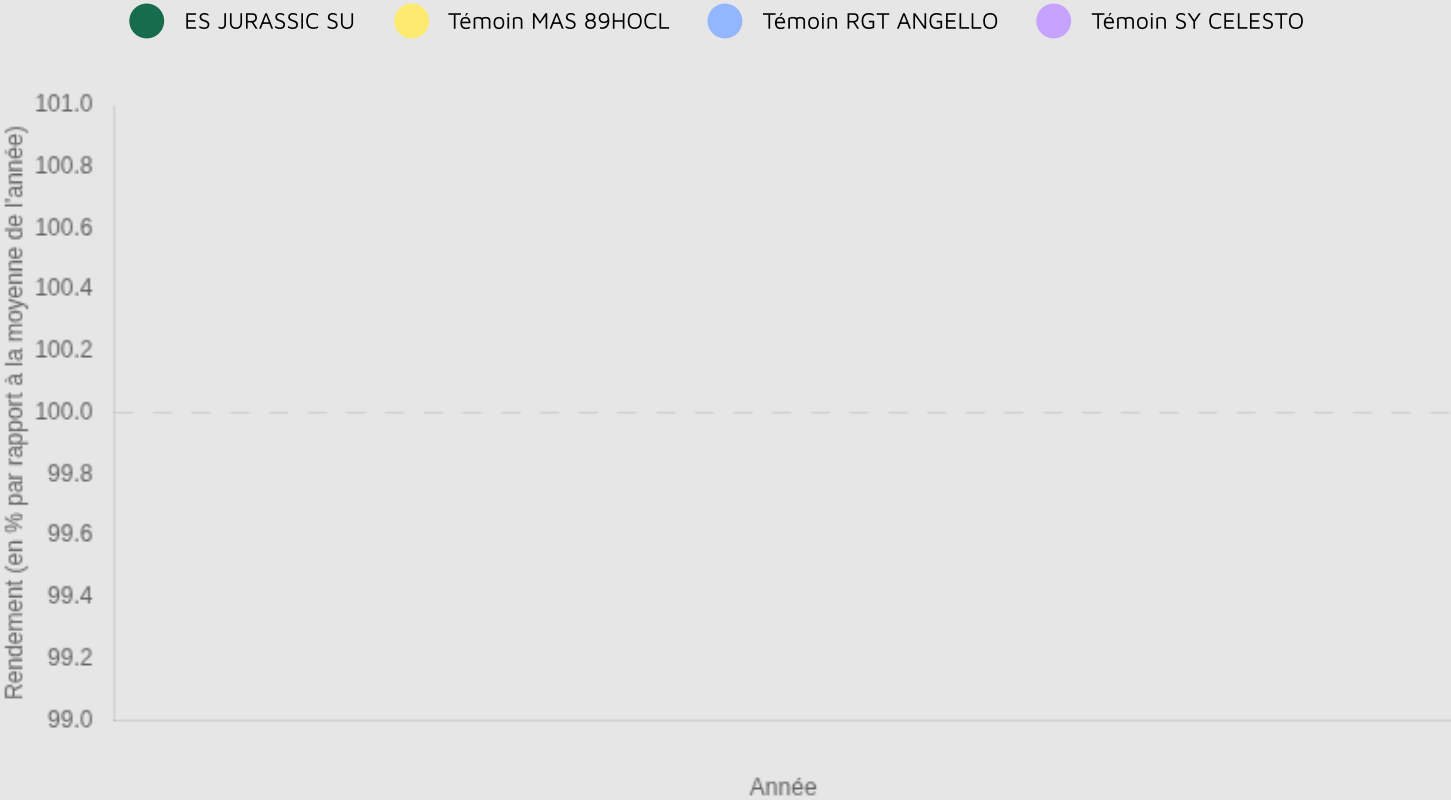 ES JURASSIC SU
Témoin MAS 89HOCL
Témoin RGT ANGELLO
Témoin SY CELESTO
Rendement (en % par rapport à la moyenne de l'année)
101.0
100.8
100.6
100.4
100.2
100.0
99.8
99.6
99.4
99.2
99.0
Année